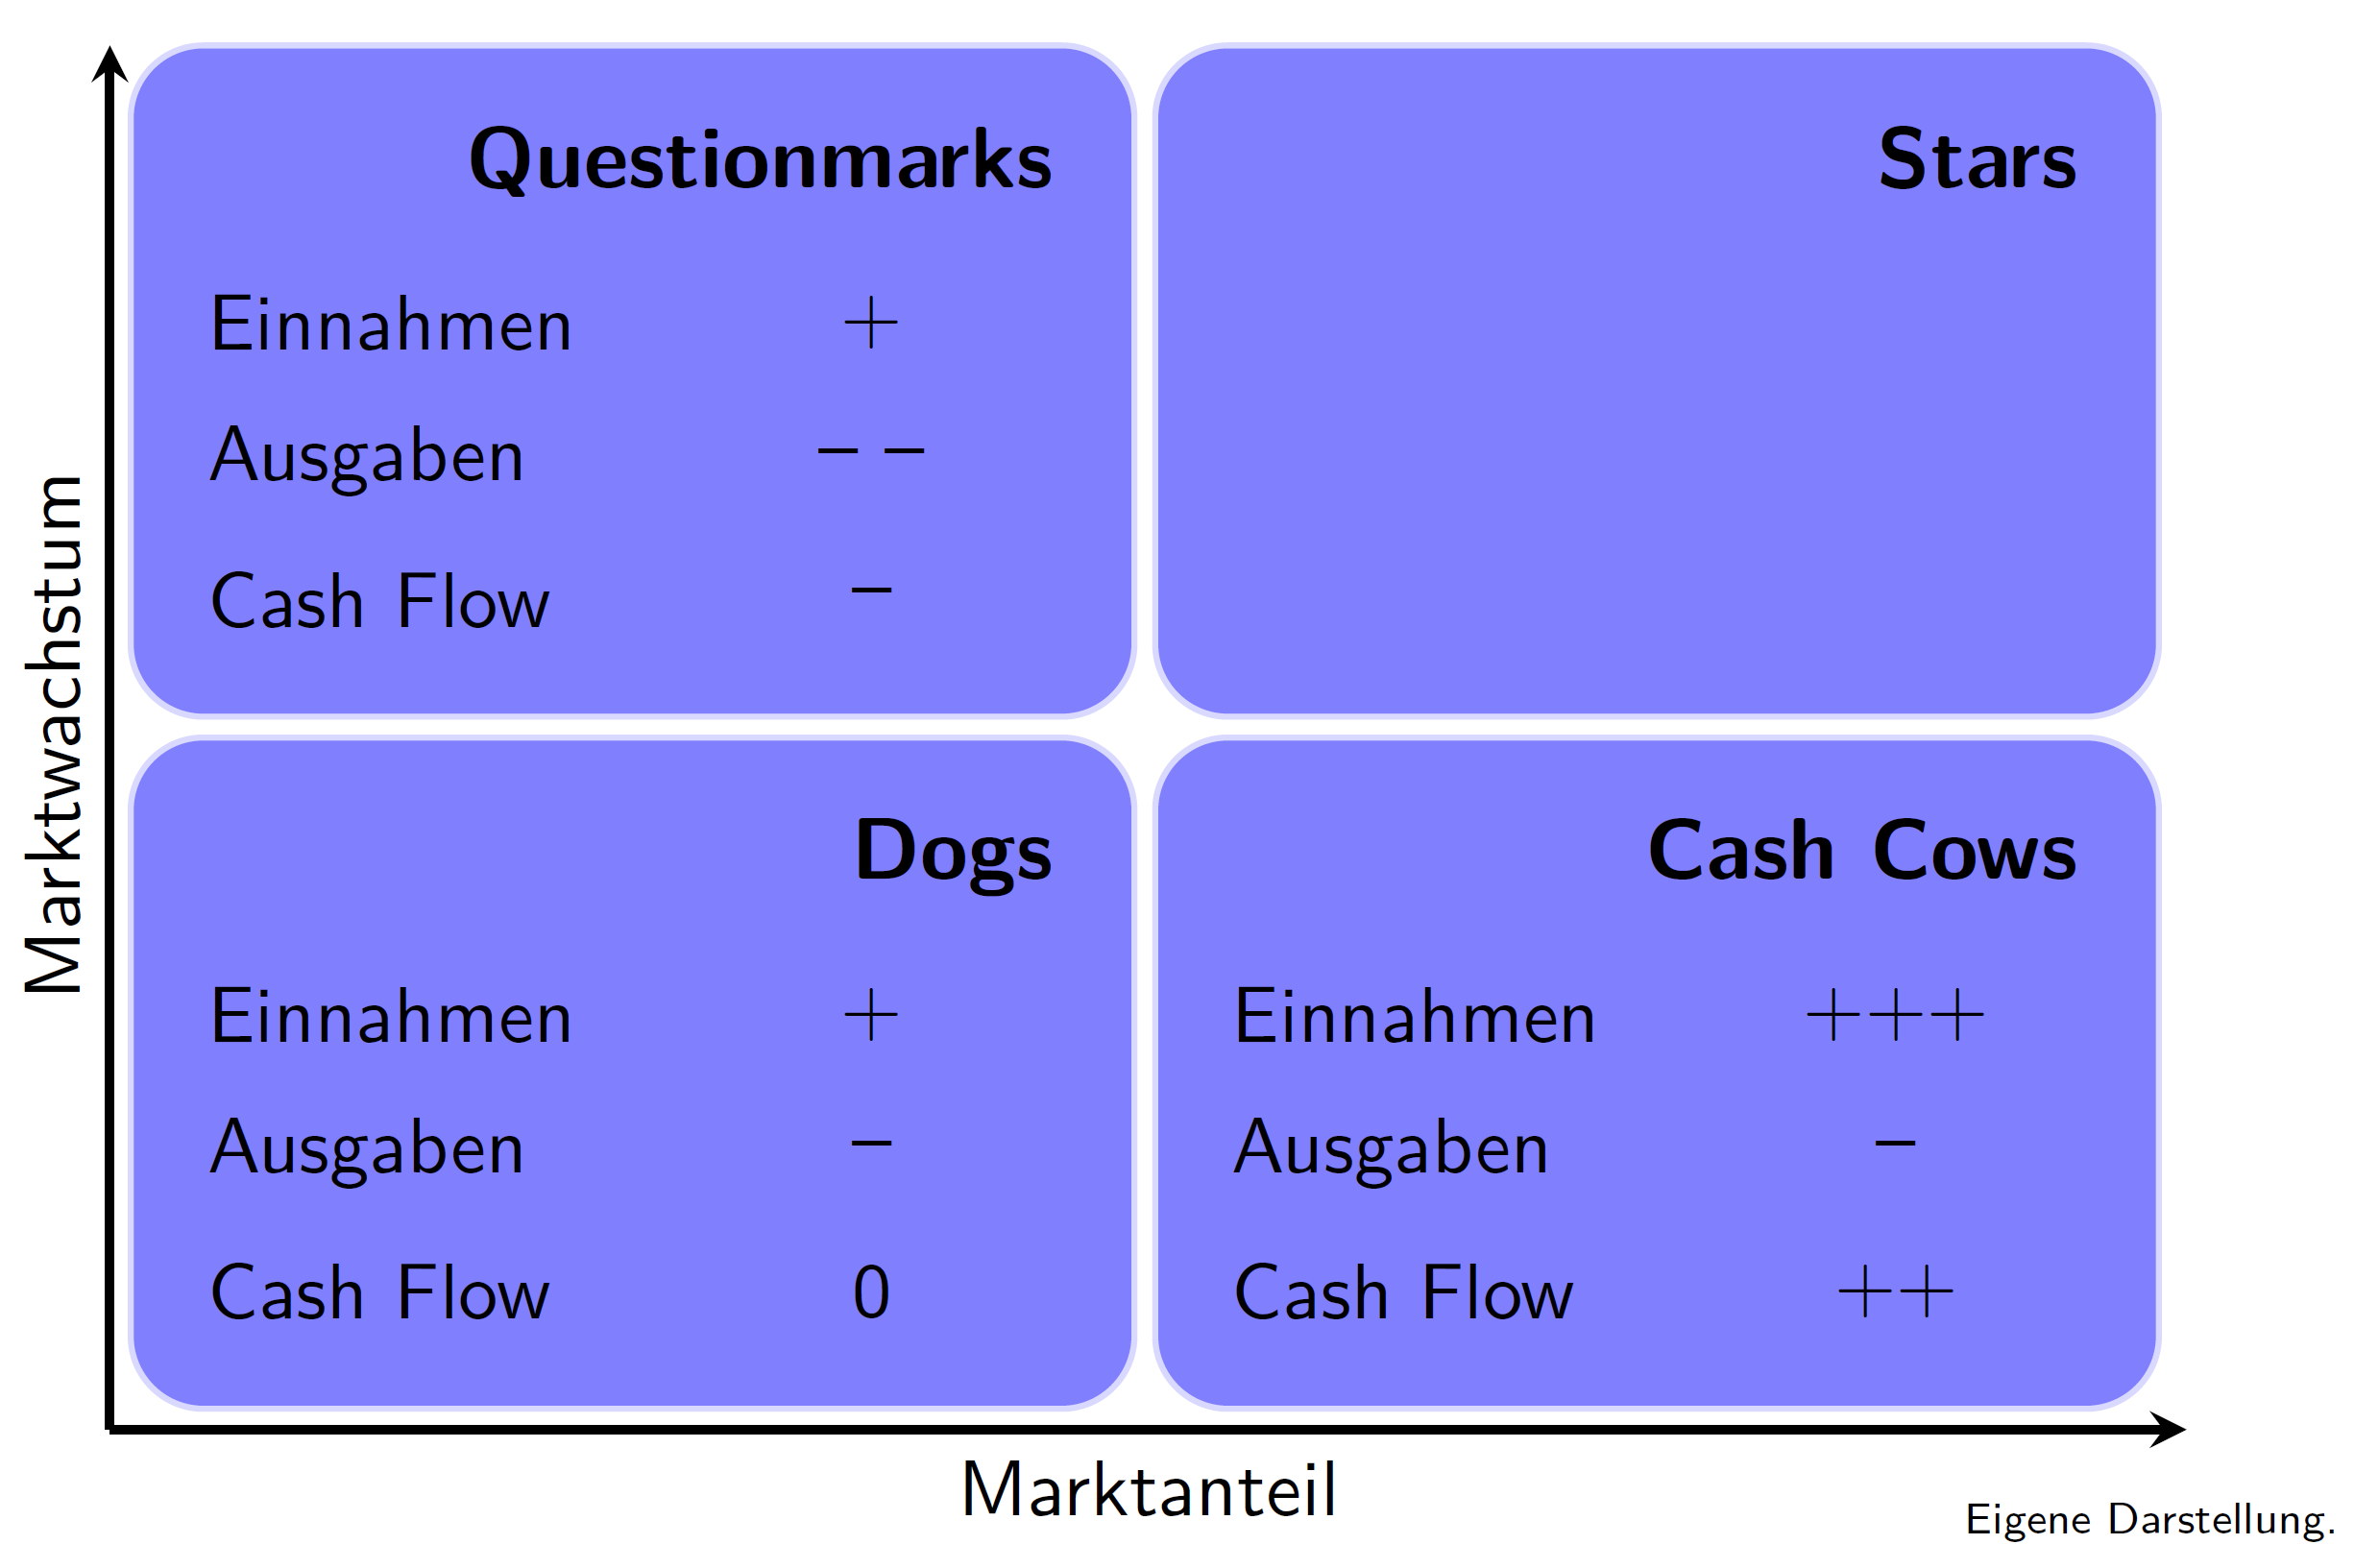 Marktwachstum
Questionmarks
Einnahmen +
Ausgaben – –
Cash Flow –
Stars
Dogs
Einnahmen +
Ausgaben –
Cash Flow 0
Cash Cows
Einnahmen +++
Ausgaben –
Cash Flow ++
Marktanteil
Eigene Darstellung.